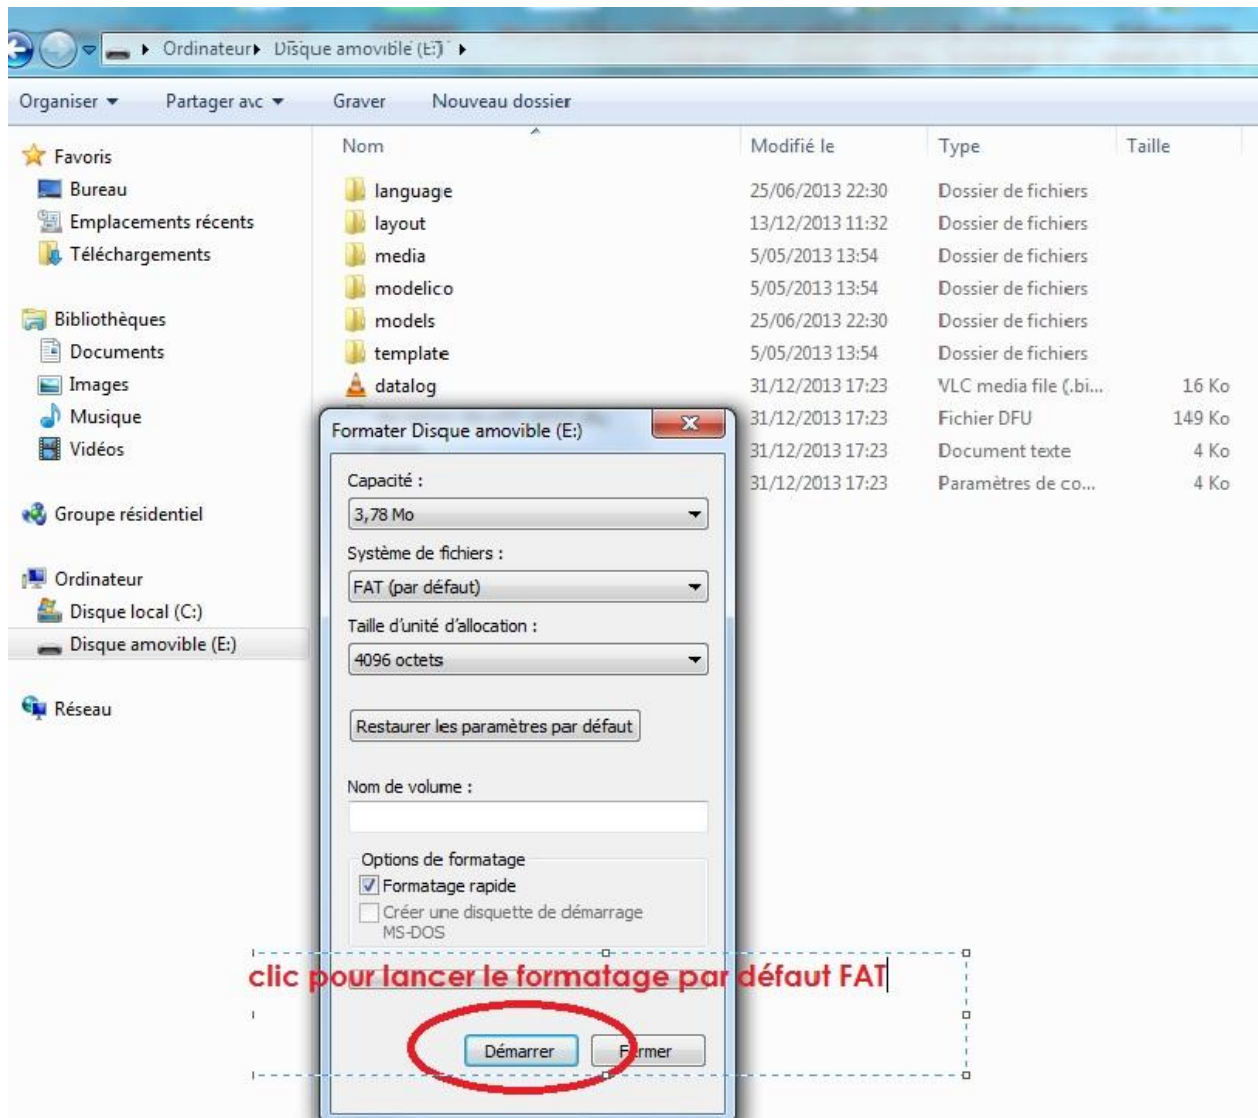 Ordinateur Disque amovible (E:)
Organiser Partager avc Graver Nouveau dossier
Nom Modifié le Type Taille
Favoris
Bureau
Emplacements récents
Téléchargements
Bibliothèques
Documents
Images
Musique
Vidéos
Groupe résidentiel
Ordinateur
Disque local (C:)
Disque amovible (E:)
Réseau
language 25/06/2013 22:30 Dossier de fichiers
layout 13/12/2013 11:32 Dossier de fichiers
media 5/05/2013 13:54 Dossier de fichiers
modelico 5/05/2013 13:54 Dossier de fichiers
models 25/06/2013 22:30 Dossier de fichiers
template 5/05/2013 13:54 Dossier de fichiers
datalog 31/12/2013 17:23 VLC media file (.bi... 16 Ko
31/12/2013 17:23 Fichier DFU 149 Ko
31/12/2013 17:23 Document texte 4 Ko
31/12/2013 17:23 Paramètres de co... 4 Ko
Formater Disque amovible (E:)
Capacité :
3,78 Mo
Système de fichiers :
FAT (par défaut)
Taille d'unité d'allocation :
4096 octets
Restaurer les paramètres par défaut
Nom de volume :
Options de formatage
Formatage rapide
Créer une disquette de démarrage
MS-DOS
clic pour lancer le formatage par défaut FAT
Démarrer Fermer